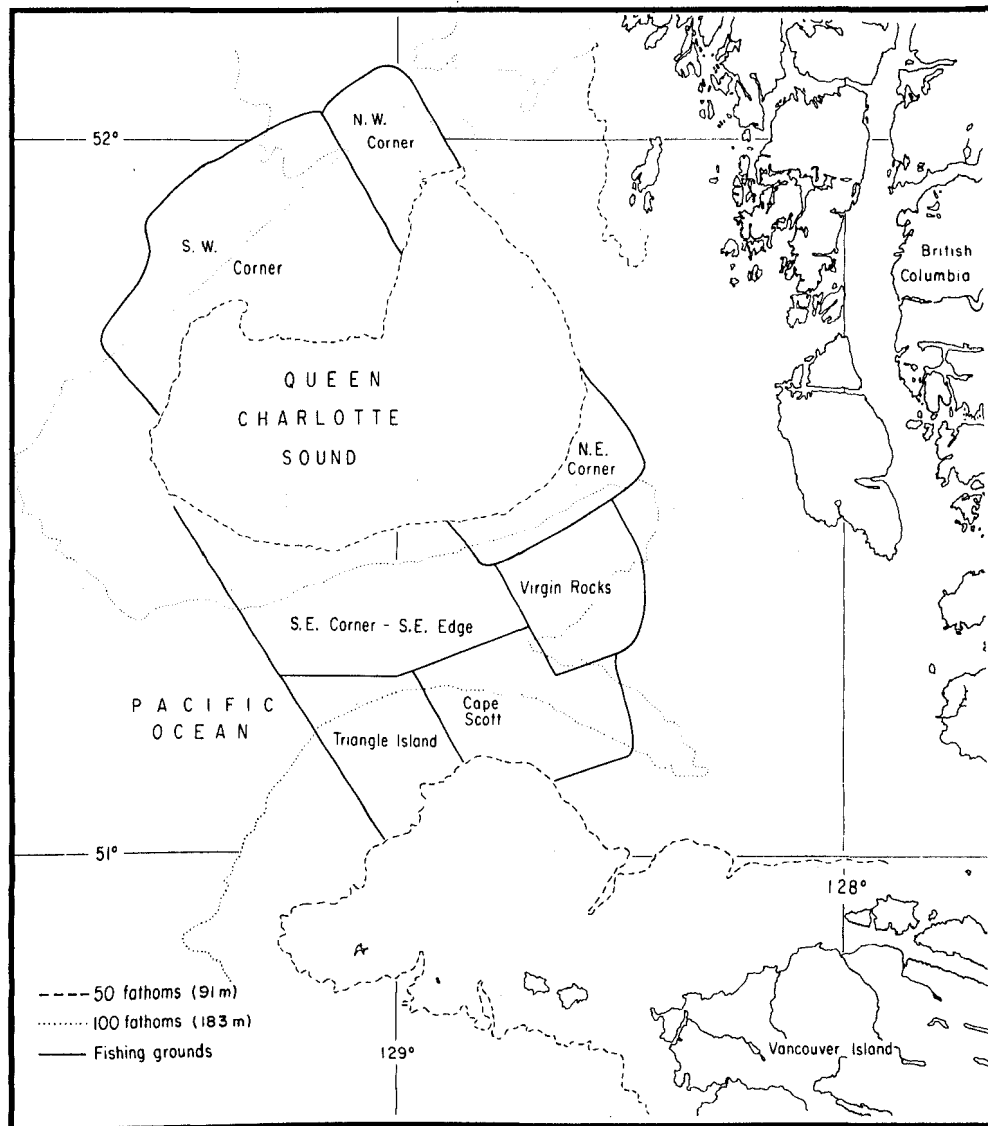 N. W.
Corner
52°
S. W.
Corner
British
Columbia
QUEEN
CHARLOTTE
SOUND
N.E.
Corner
Virgin Rocks
S.E. Corner - S.E. Edge
PACIFIC
OCEAN
Cape
Scott
Triangle Island
51°
128°
50 fathoms (91 m)
100 fathoms (183 m)
Fishing grounds
129°
Vancouver Island